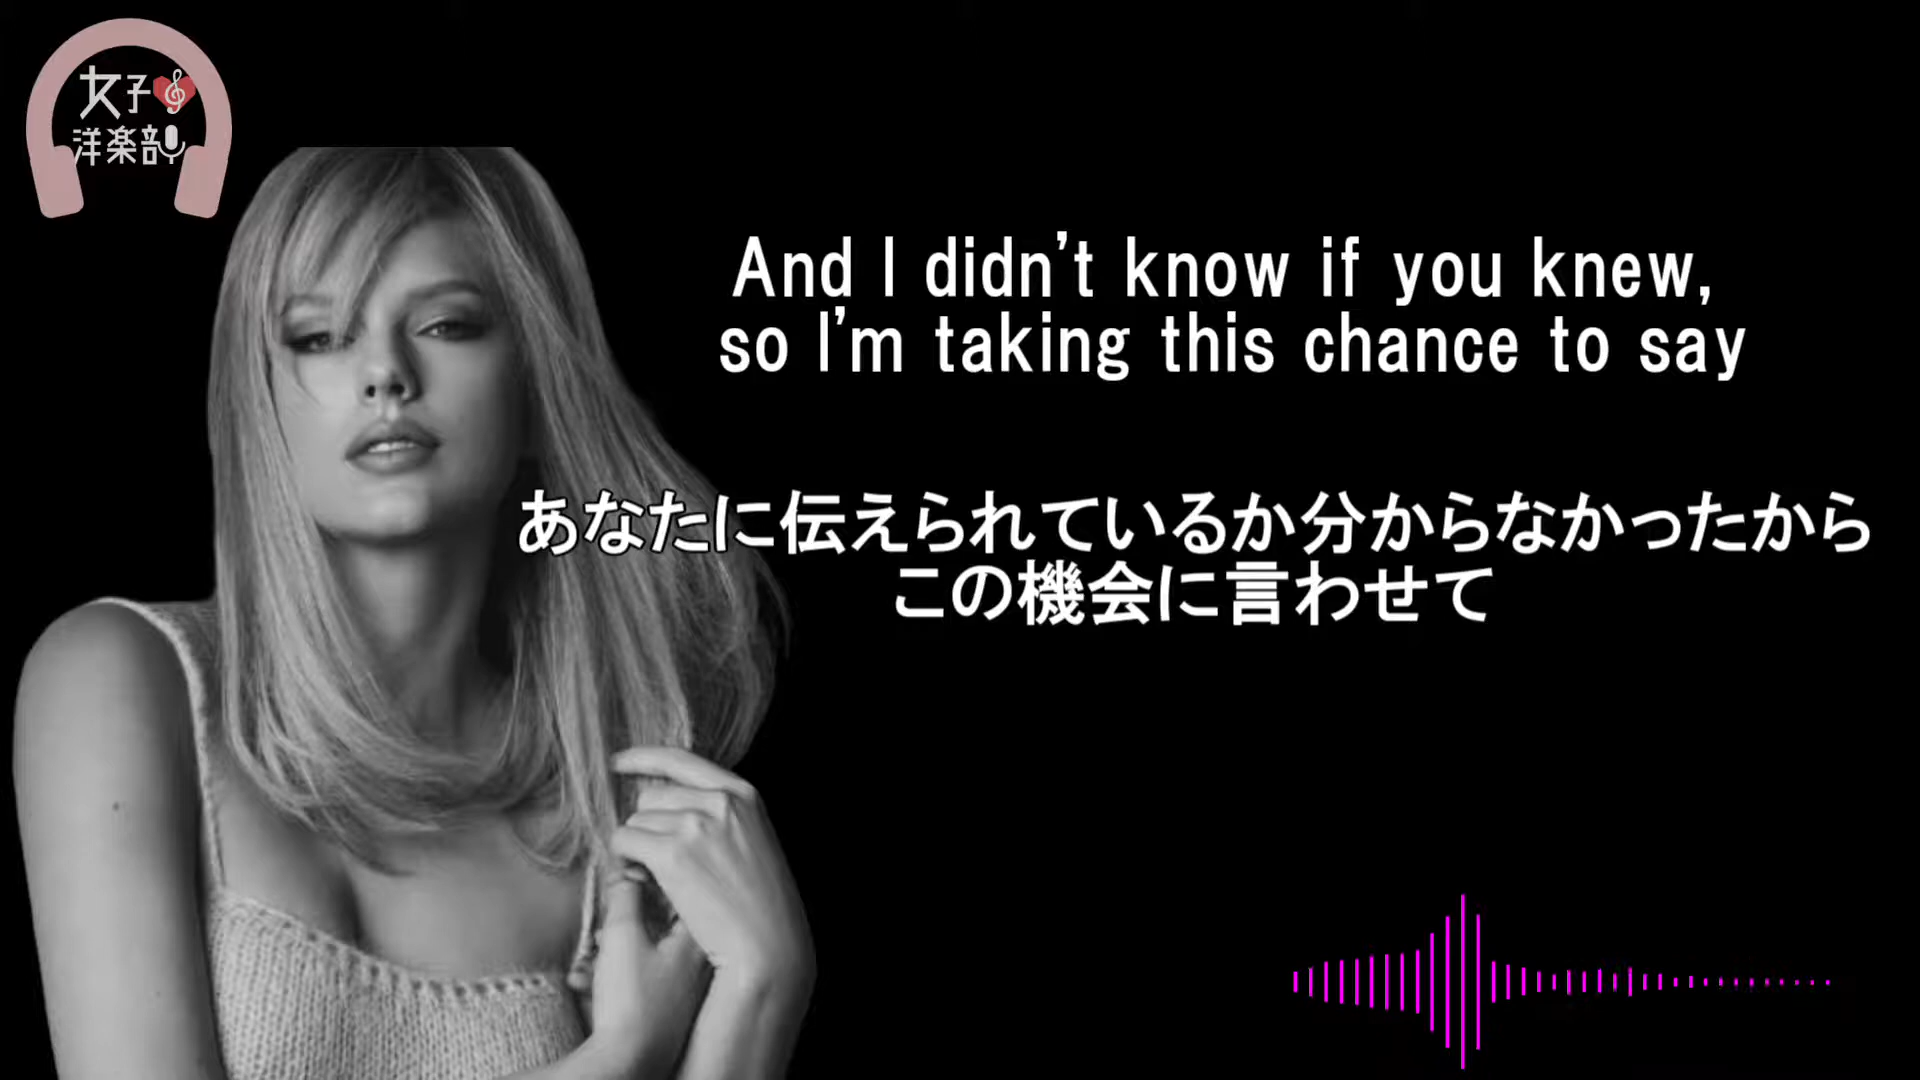 女子
洋楽部
And I didn't know if you knew,
so I'm taking this chance to say
あなたに伝えられているか分からなかったから
この機会に言わせて